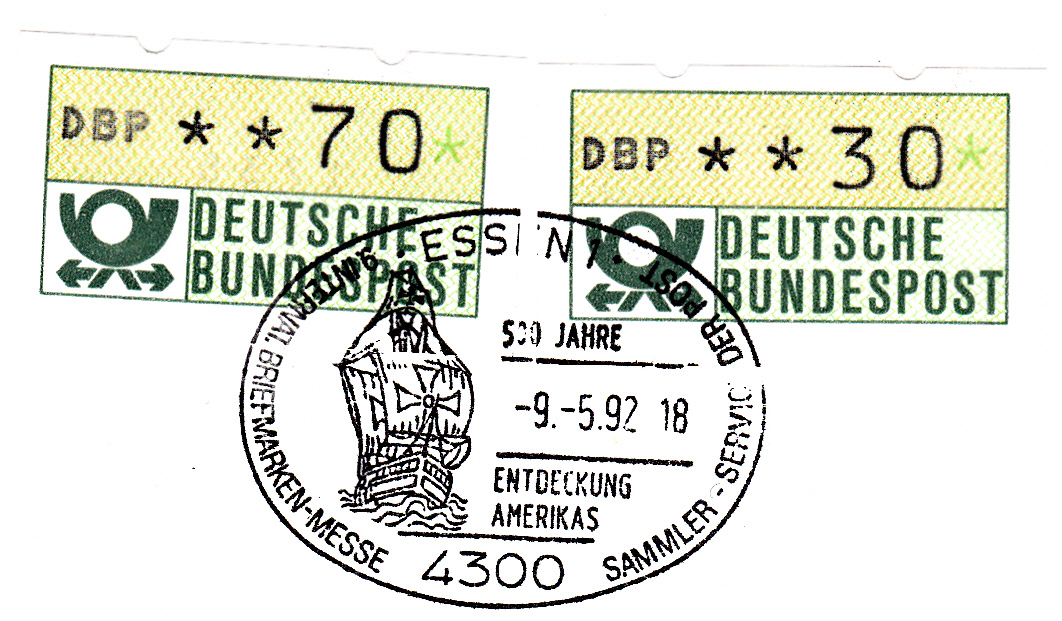 DBP * * 70*
DEUTSCHE
BUNDESPOST
DBP * * 30*
DEUTSCHE
BUNDESPOST
ESSEN 1
INTERNAT. BRIEFMARKEN-MESSE
500 JAHRE
-9.-5.92 18
ENTDECKUNG
AMERIKAS
SAMMLER-SERVICE DER POST
4300